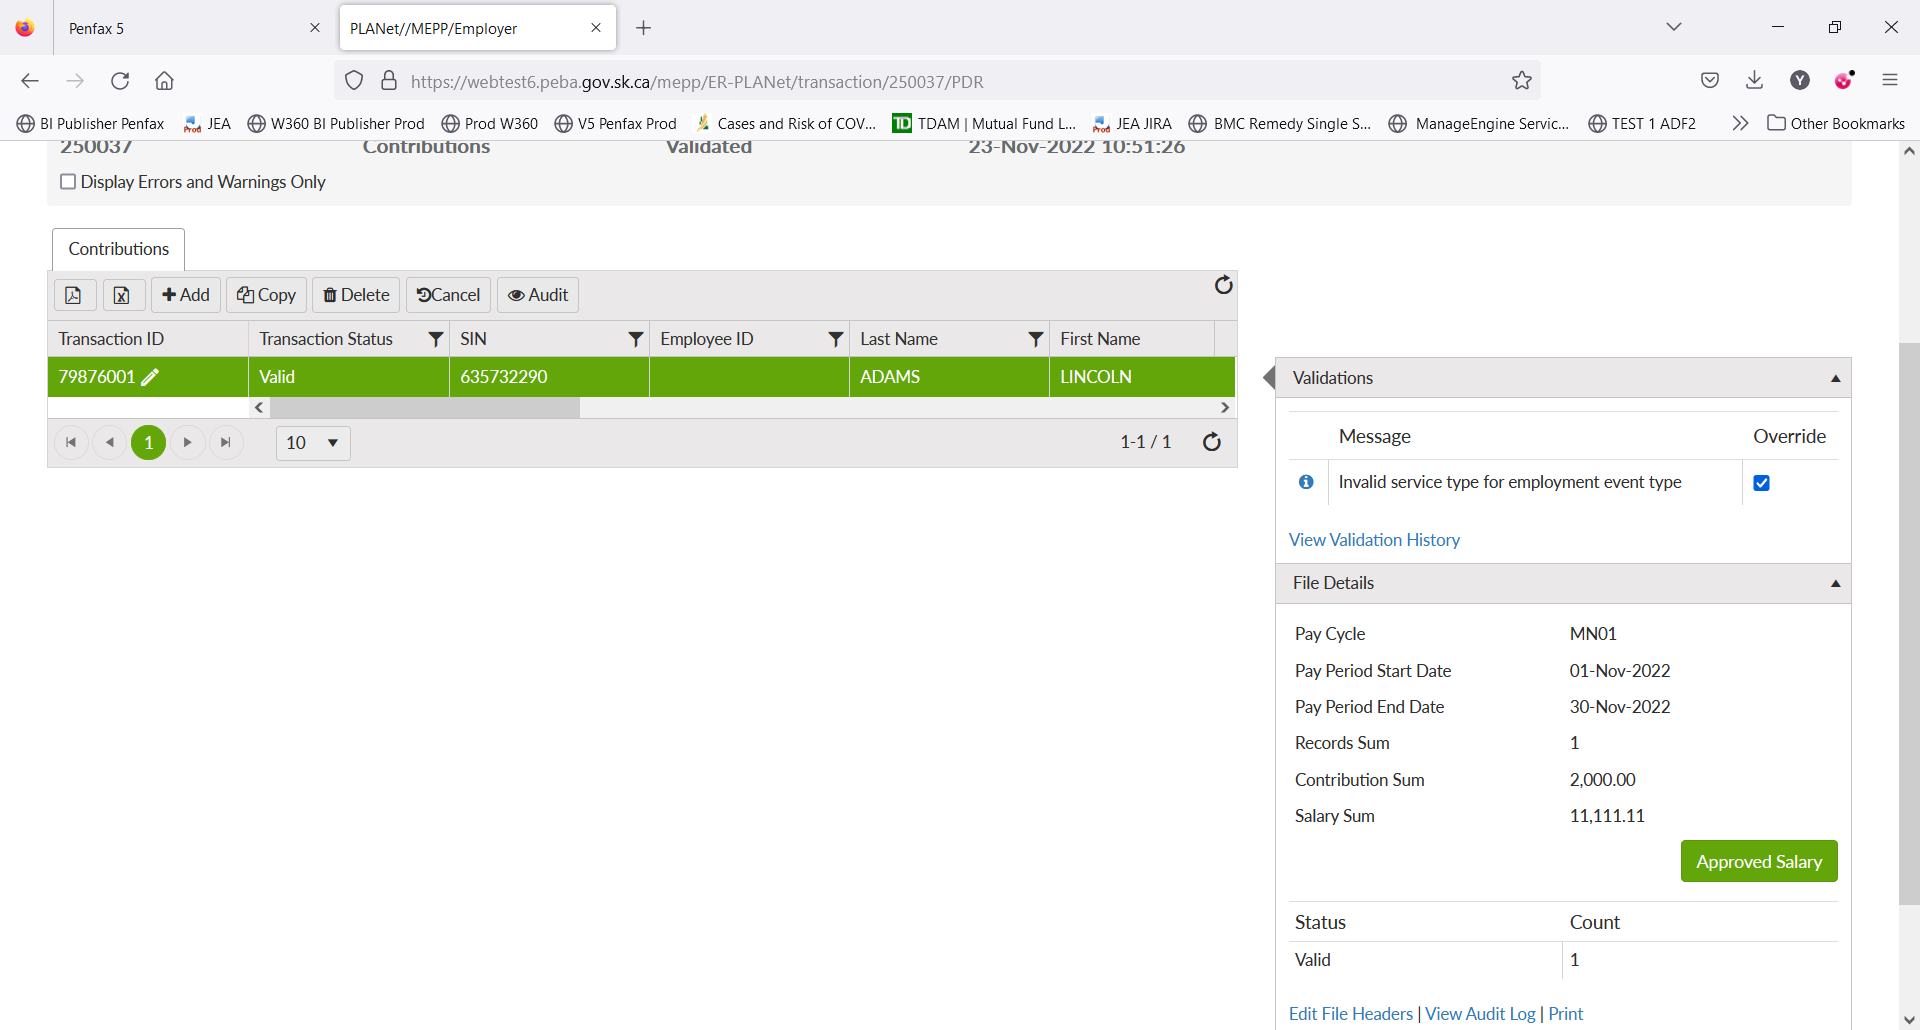 Penfax 5
PLANet//MEPP/Employer
https://webtest6.peba.gov.sk.ca/mepp/ER-PLANet/transaction/250037/PDR
Y
BI Publisher Penfax
Prod JEA
W360 BI Publisher Prod
Prod W360
V5 Penfax Prod
Cases and Risk of COV...
TD TDAM | Mutual Fund L...
Prod JEA JIRA
BMC Remedy Single S...
ManageEngine Servic...
TEST 1 ADF2
Other Bookmarks
250037 Contributions Validated 23-Nov-2022 10:51:26
Display Errors and Warnings Only
Contributions
Add Copy Delete Cancel Audit
Transaction ID Transaction Status SIN Employee ID Last Name First Name
79876001 Valid 635732290 ADAMS LINCOLN
1 10 1-1 / 1
Validations
Message Override
Invalid service type for employment event type
View Validation History
File Details
Pay Cycle MN01
Pay Period Start Date 01-Nov-2022
Pay Period End Date 30-Nov-2022
Records Sum 1
Contribution Sum 2,000.00
Salary Sum 11,111.11
Approved Salary
Status Count
Valid 1
Edit File Headers | View Audit Log | Print